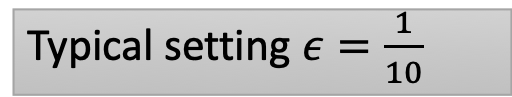 Typical setting ϵ = 1/10